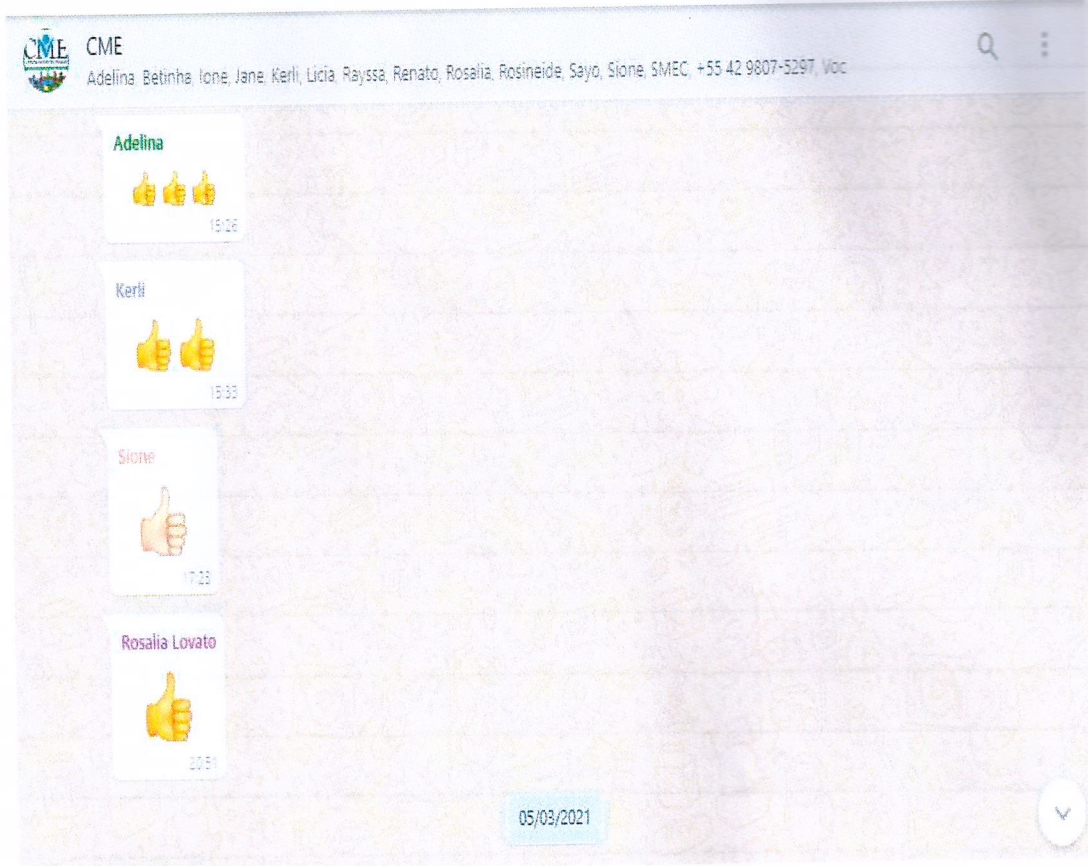 CME
CME
Adelina, Betinha, Ione, Jane, Kerli, Licia, Rayssa, Renato, Rosalia, Rosineide, Sayo, Sione, SMEC, +55 42 9807-5297, Voc
Adelina
👍👍👍
15:26
Kerli
👍👍
15:33
Sione
👍🏻
17:23
Rosalia Lovato
👍
20:51
05/03/2021